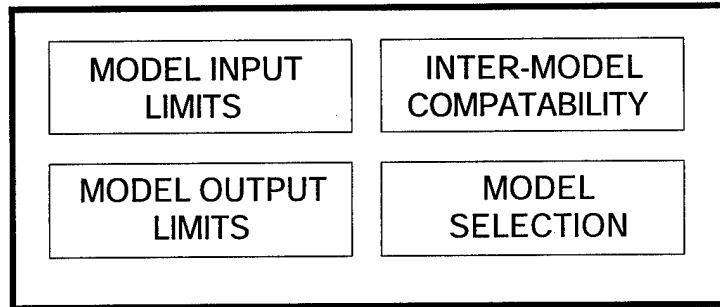 MODEL INPUT
LIMITS
INTER-MODEL
COMPATABILITY
MODEL OUTPUT
LIMITS
MODEL
SELECTION